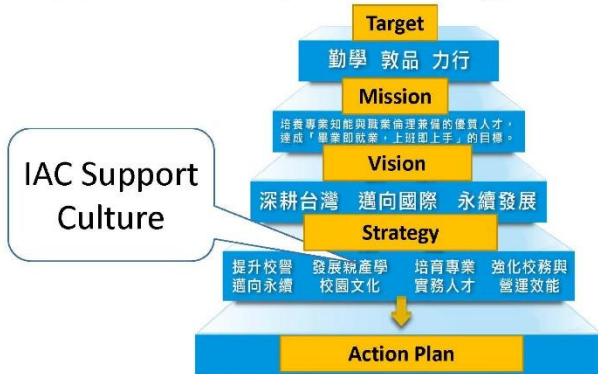 Target
勤學 敦品 力行
Mission
培養專業知能與職業倫理兼備的優質人才，
達成「畢業即就業，上班即上手」的目標。
Vision
深耕台灣 邁向國際 永續發展
IAC Support
Culture
Strategy
提升校譽 發展親產學 培育專業 強化校務與
邁向永續 校園文化 實務人才 營運效能
Action Plan